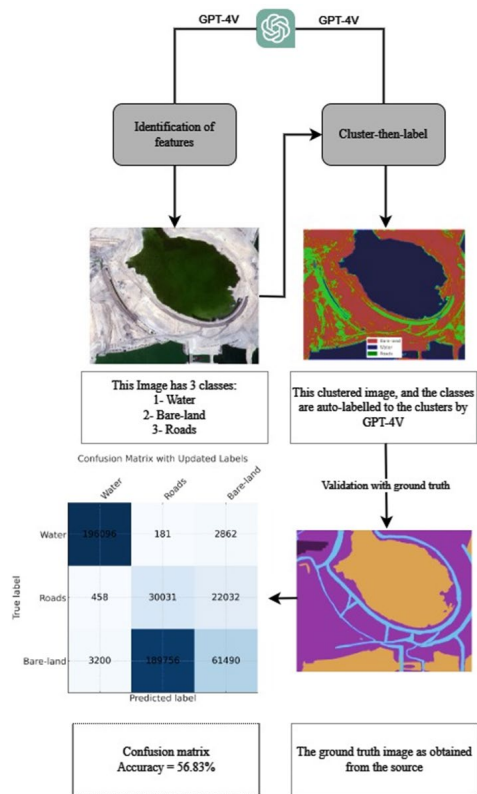 GPT-4V
GPT-4V
Identification of
features
Cluster-then-label
Bare-land
Water
Roads
This Image has 3 classes:
1- Water
2- Bare-land
3- Roads
This clustered image, and the classes
are auto-labelled to the clusters by
GPT-4V
Confusion Matrix with Updated Labels
Water
Roads
Bare-land
Validation with ground truth
True label
Water
196096
181
2862
Roads
458
30031
22032
Bare-land
3200
189756
61490
Predicted label
Confusion matrix
Accuracy = 56.83%
The ground truth image as obtained
from the source